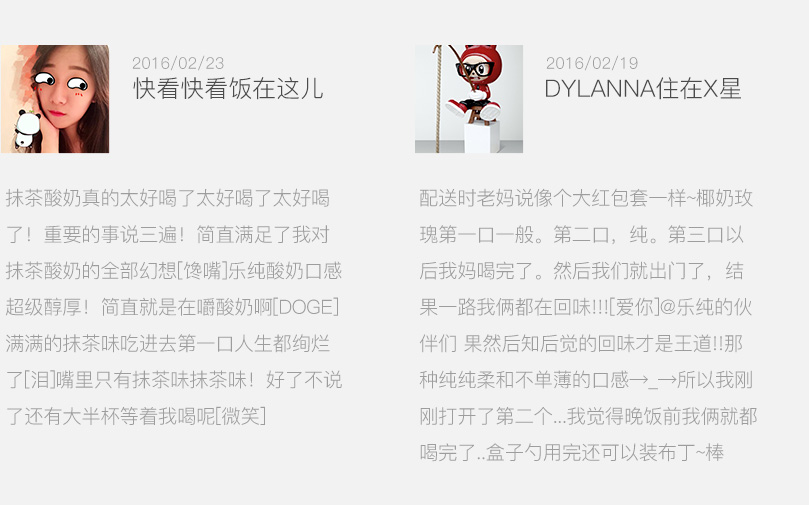 2016/02/23
快看快看饭在这儿
抹茶酸奶真的太好喝了太好喝了太好喝
了！重要的事说三遍！简直满足了我对
抹茶酸奶的全部幻想[馋嘴]乐纯酸奶口感
超级醇厚！简直就是在嚼酸奶啊[DOGE]
满满的抹茶味吃进去第一口人生都绚烂
了[泪]嘴里只有抹茶味抹茶味！好了不说
了还有大半杯等着我喝呢[微笑]
2016/02/19
DYLANNA住在X星
配送时老妈说像个大红包套一样~椰奶玫
瑰第一口一般。第二口，纯。第三口以
后我妈喝完了。然后我们就出门了，结
果一路我俩都在回味!!![爱你]@乐纯的伙
伴们 果然后知后觉的回味才是王道!!那
种纯纯柔和不单薄的口感→_→所以我刚
刚打开了第二个...我觉得晚饭前我俩就都
喝完了..盒子勺用完还可以装布丁~棒